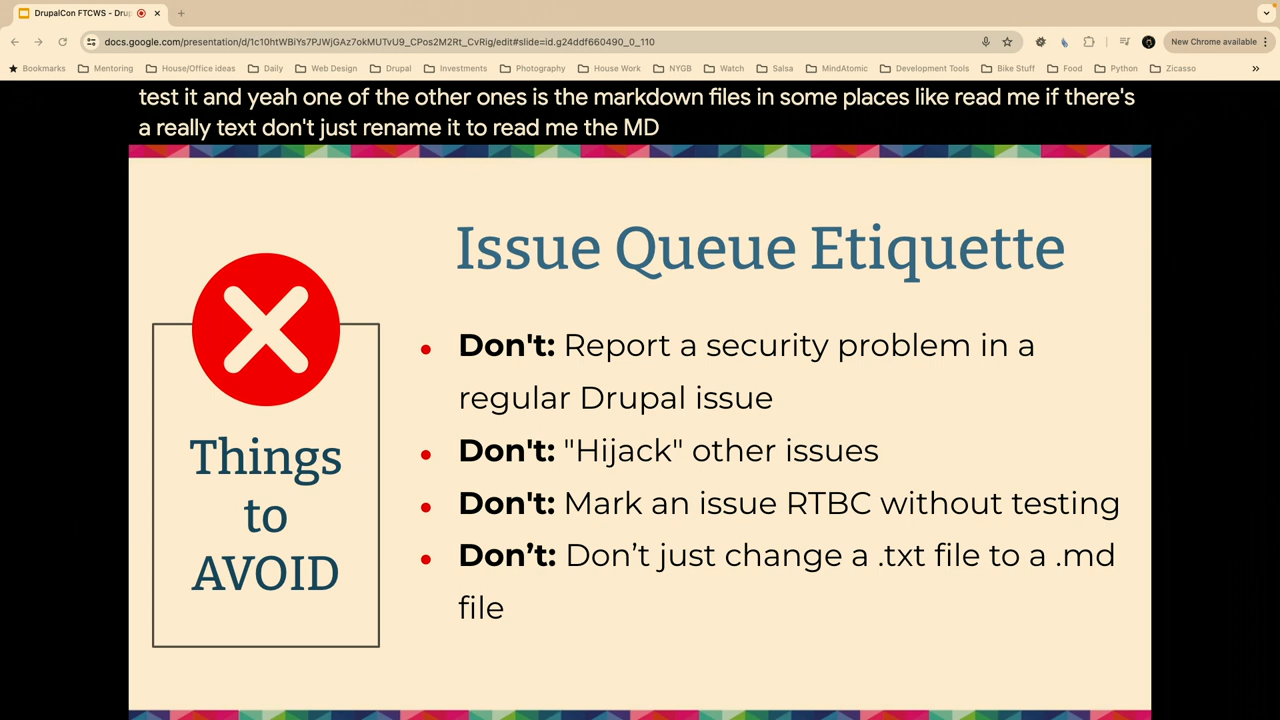 DrupalCon FTCWS - Drup
docs.google.com/presentation/d/1c10htWBiYs7PJWjGAz7okMUTvU9_CPos2M2Rt_CvRig/edit#slide=id.g24ddf660490_0_110
New Chrome available
Bookmarks Mentoring House/Office ideas Daily Web Design Drupal Investments Photography House Work NYGB Watch Salsa MindAtomic Development Tools Bike Stuff Food Python Zicasso
test it and yeah one of the other ones is the markdown files in some places like read me if there's
a really text don't just rename it to read me the MD
Issue Queue Etiquette
Things
to
AVOID
Don't: Report a security problem in a
regular Drupal issue
Don't: "Hijack" other issues
Don't: Mark an issue RTBC without testing
Don’t: Don’t just change a .txt file to a .md
file